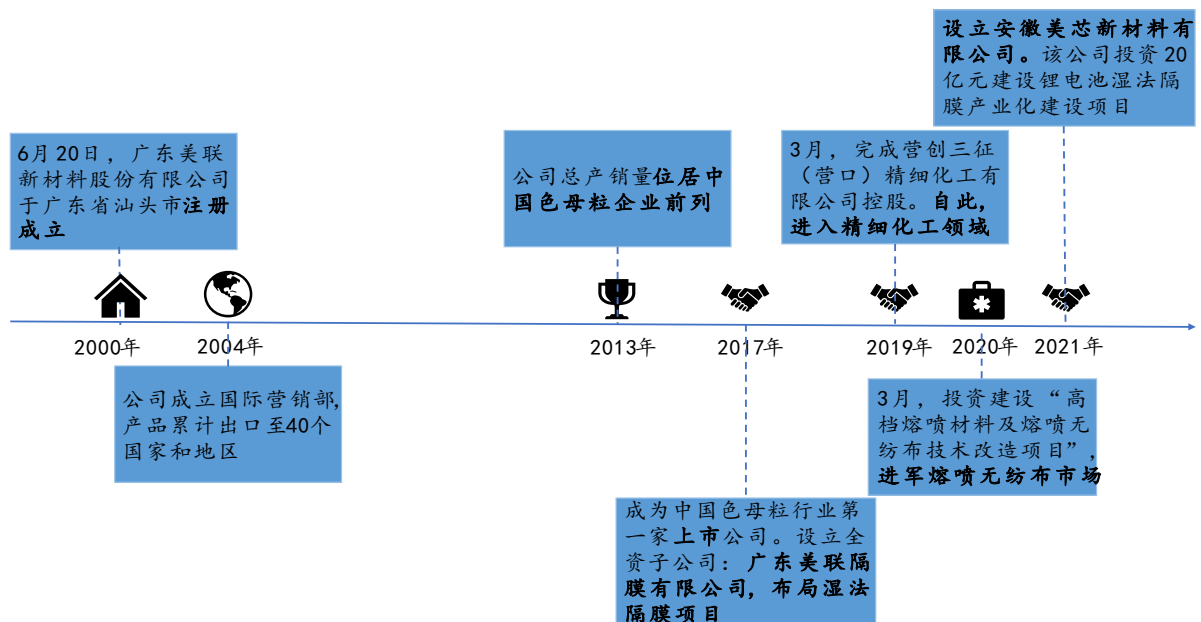 设立安徽美芯新材料有
限公司。该公司投资20
亿元建设锂电池湿法隔
膜产业化建设项目
6月20日，广东美联
新材料股份有限公司
于广东省汕头市注册
成立
公司总产销量位居中
国色母粒企业前列
3月，完成营创三征
（营口）精细化工有
限公司控股。自此，
进入精细化工领域
2000年
2004年
2013年
2017年
2019年
2020年
2021年
公司成立国际营销部，
产品累计出口至40个
国家和地区
3月，投资建设“高
档熔喷材料及熔喷无
纺布技术改造项目”，
进军熔喷无纺布市场
成为中国色母粒行业第
一家上市公司。设立全
资子公司：广东美联隔
膜有限公司，布局湿法
隔膜项目